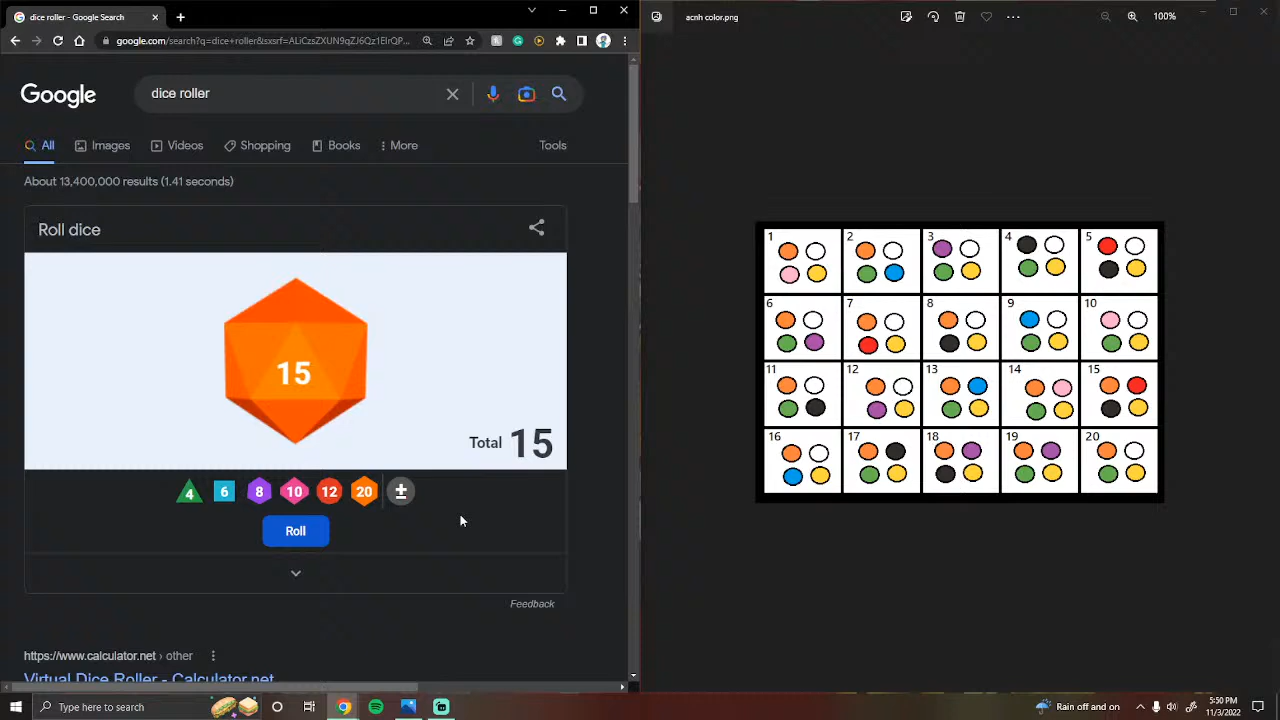 dice roller - Google Search
google.com/search?q=dice+roller&sxsrf=ALiCzsZXUN9qZJ6Qz1ElrQP...
Google
dice roller
All
Images
Videos
Shopping
Books
More
Tools
About 13,400,000 results (1.41 seconds)
Roll dice
15
Total 15
4
6
8
10
12
20
Roll
Feedback
https://www.calculator.net › other
Virtual Dice Roller - Calculator.net
acnh color.png
100%
1 2 3 4 5
6 7 8 9 10
11 12 13 14 15
16 17 18 19 20
Type here to search
Rain off and on
5:50 PM
11/3/2022